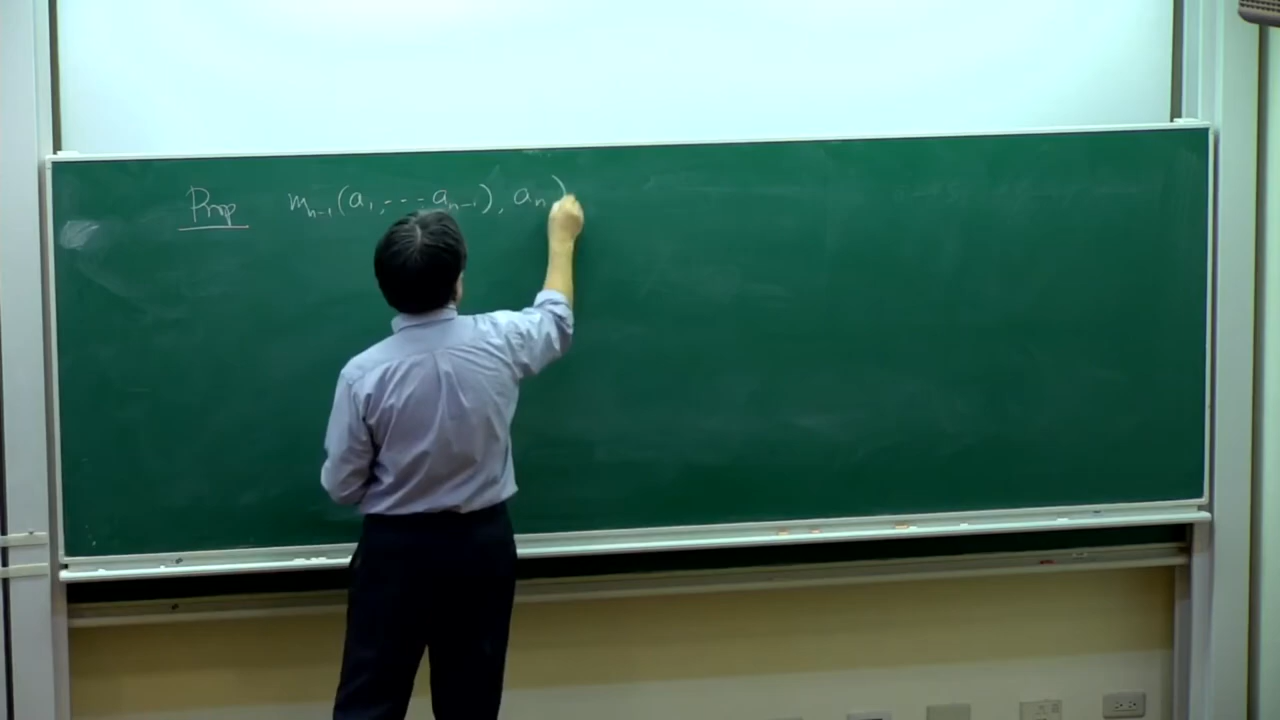 Prop m_{n-1}(a_1, --- a_{n-1}), a_n)